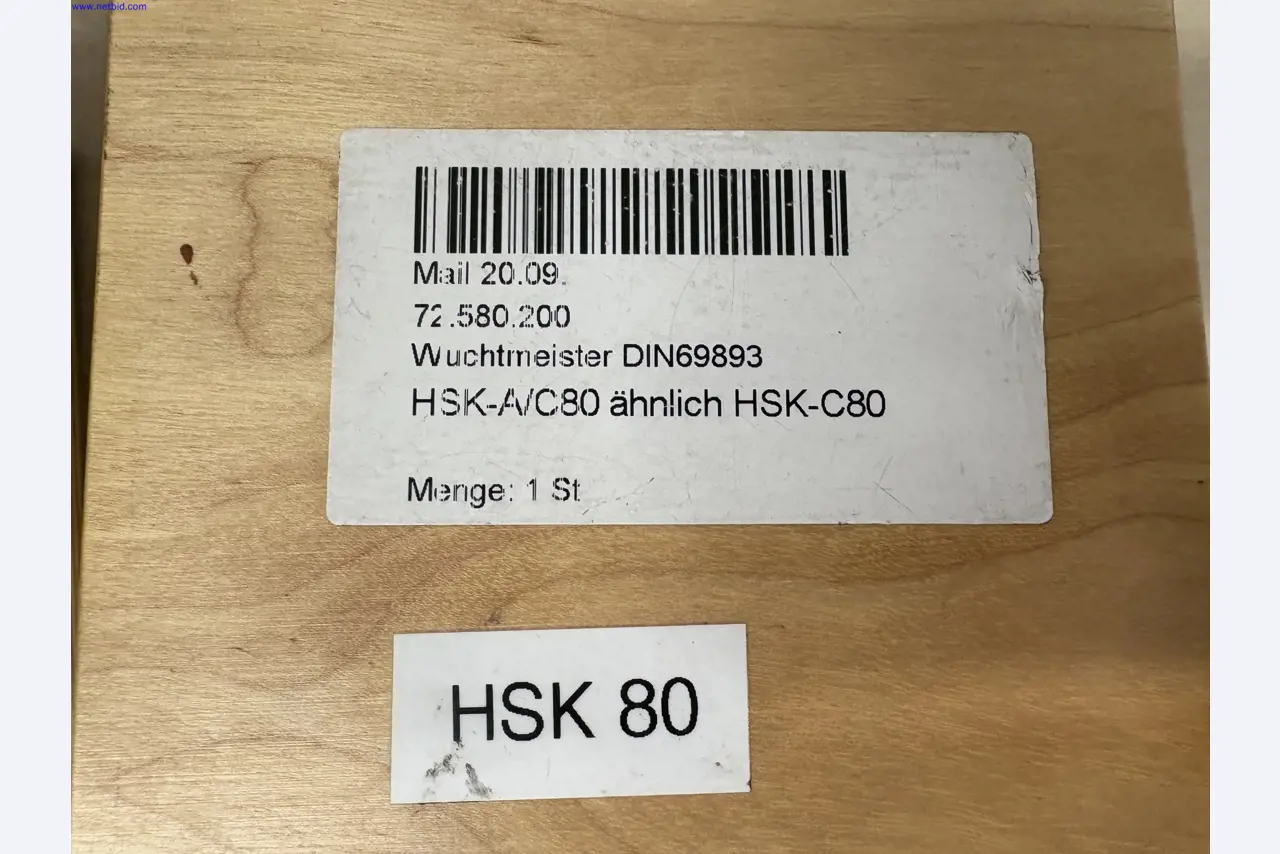 www.netbid.com
Mail 20.09.
72.580.200
Wuchtmeister DIN69893
HSK-A/C80 ähnlich HSK-C80
Menge: 1 St
HSK 80